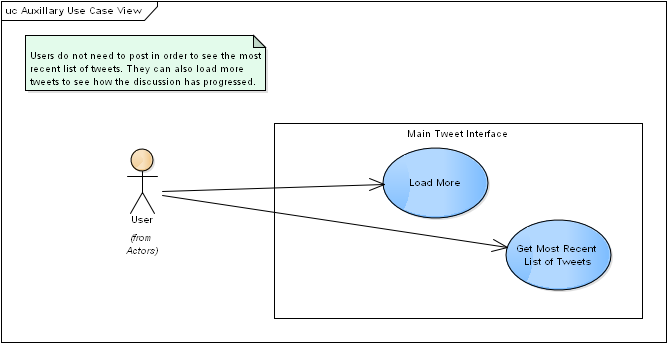 uc Auxillary Use Case View
Users do not need to post in order to see the most
recent list of tweets. They can also load more
tweets to see how the discussion has progressed.
Main Tweet Interface
Load More
User
(from
Actors)
Get Most Recent
List of Tweets